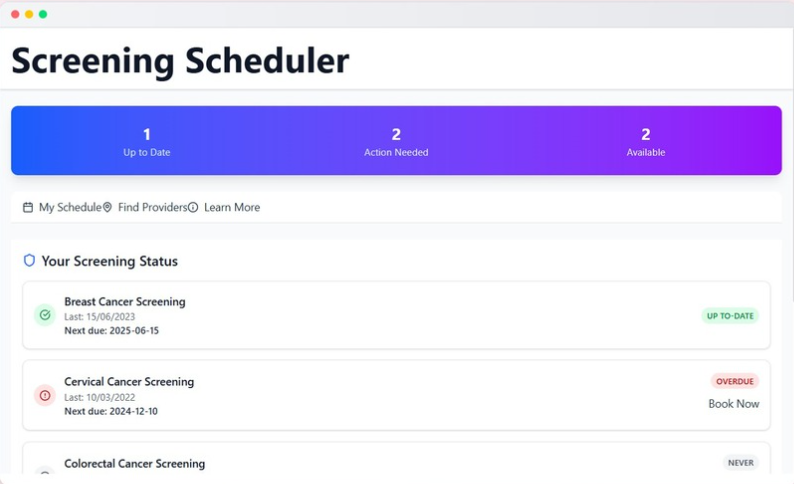 Screening Scheduler
1 2 2
Up to Date Action Needed Available
My Schedule Find Providers Learn More
Your Screening Status
Breast Cancer Screening
Last: 15/06/2023
Next due: 2025-06-15
UP TO-DATE
Cervical Cancer Screening
Last: 10/03/2022
Next due: 2024-12-10
OVERDUE
Book Now
Colorectal Cancer Screening
NEVER